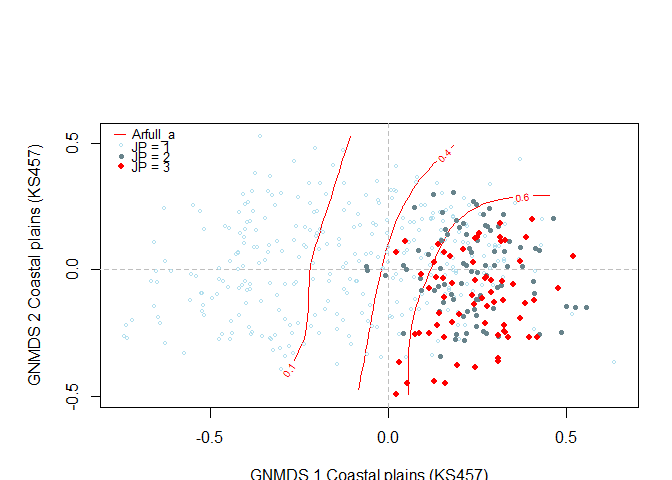 Arfull_a
JP = 1
JP = 2
JP = 3
0.4
0.6
0.1
0.5
0.0
-0.5
GNMDS 2 Coastal plains (KS457)
-0.5 0.0 0.5
GNMDS 1 Coastal plains (KS457)